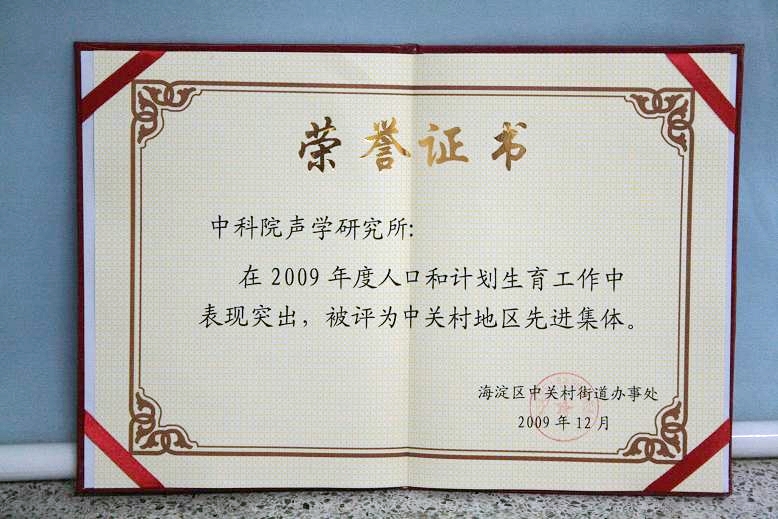 荣誉证书
中科院声学研究所:
在2009年度人口和计划生育工作中
表现突出，被评为中关村地区先进集体。
海淀区中关村街道办事处
2009年12月